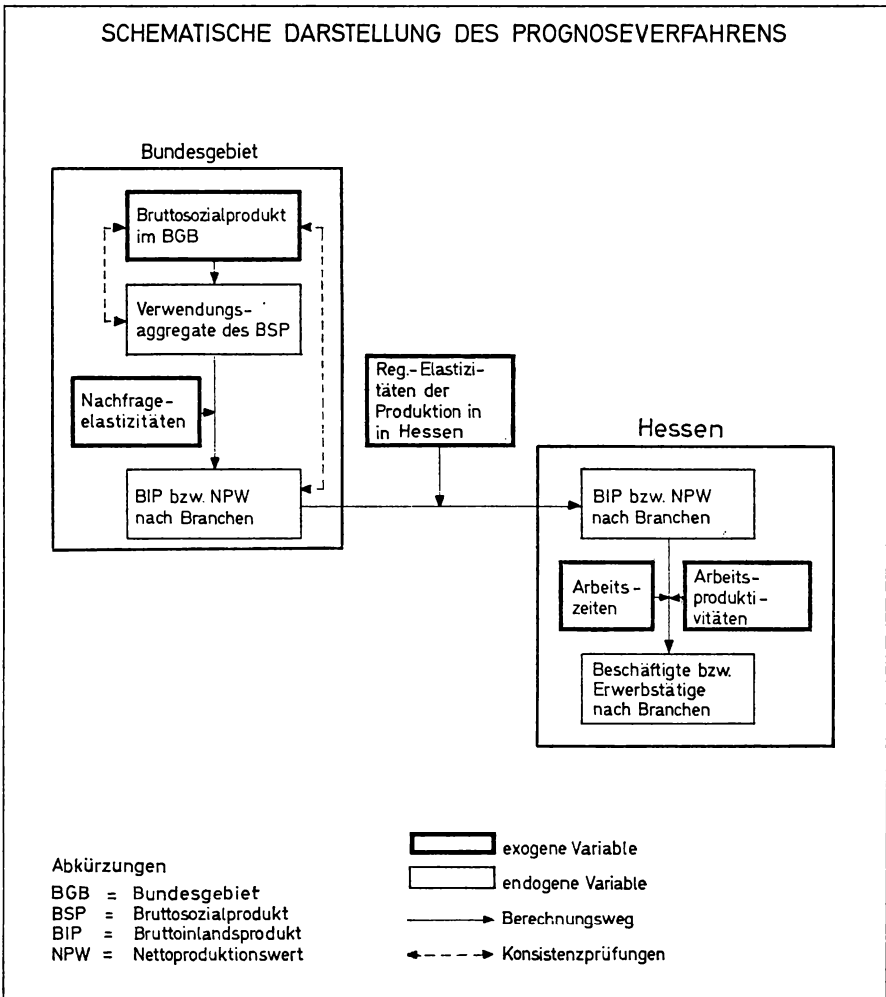 SCHEMATISCHE DARSTELLUNG DES PROGNOSEVERFAHRENS
Bundesgebiet
Bruttosozialprodukt
im BGB
Verwendungs-
aggregate des BSP
Nachfrage-
elastizitäten
BIP bzw. NPW
nach Branchen
Reg.-Elastizi-
täten der
Produktion in
in Hessen
Hessen
BIP bzw. NPW
nach Branchen
Arbeits-
zeiten
Arbeits-
produkti-
vitäten
Beschäftigte bzw.
Erwerbstätige
nach Branchen
Abkürzungen
BGB = Bundesgebiet
BSP = Bruttosozialprodukt
BIP = Bruttoinlandsprodukt
NPW = Nettoproduktionswert
exogene Variable
endogene Variable
Berechnungsweg
Konsistenzprüfungen